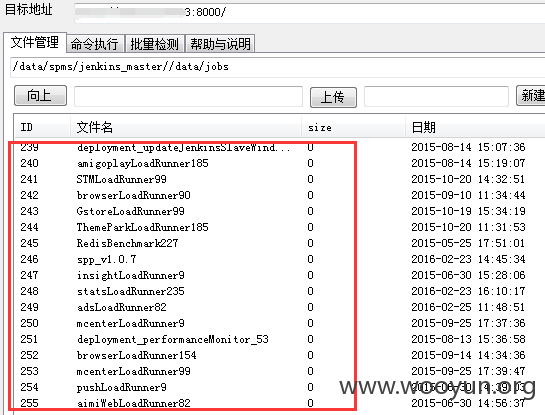 目标地址 3:8000/
文件管理 命令执行 批量检测 帮助与说明
/data/spms/jenkins_master//data/jobs
向上 上传 新建
ID 文件名 size 日期
239 deployment_updateJenkinsSlaveWind... 0 2015-08-14 15:07:36
240 amigoplayLoadRunner185 0 2015-08-14 15:19:07
241 STMLoadRunner99 0 2015-10-20 14:32:51
242 browserLoadRunner90 0 2015-09-10 11:34:44
243 GstoreLoadRunner99 0 2015-10-19 15:34:19
244 ThemeParkLoadRunner185 0 2015-10-20 11:31:53
245 RedisBenchmark227 0 2015-05-25 17:51:01
246 spp_v1.0.7 0 2016-02-23 14:45:34
247 insightLoadRunner9 0 2015-06-30 15:28:06
248 statsLoadRunner235 0 2016-02-23 16:10:17
249 adsLoadRunner82 0 2016-02-25 11:48:51
250 mcenterLoadRunner9 0 2015-09-25 17:37:36
251 deployment_performanceMonitor_53 0 2015-08-13 15:36:58
252 browserLoadRunner154 0 2015-09-14 14:34:36
253 mcenterLoadRunner99 0 2015-09-25 17:39:47
254 pushLoadRunner9 0 2015-06-30 14:39:03
255 aimiWebLoadRunner82 0 2015-06-30 14:56:37
www.wooyun.org